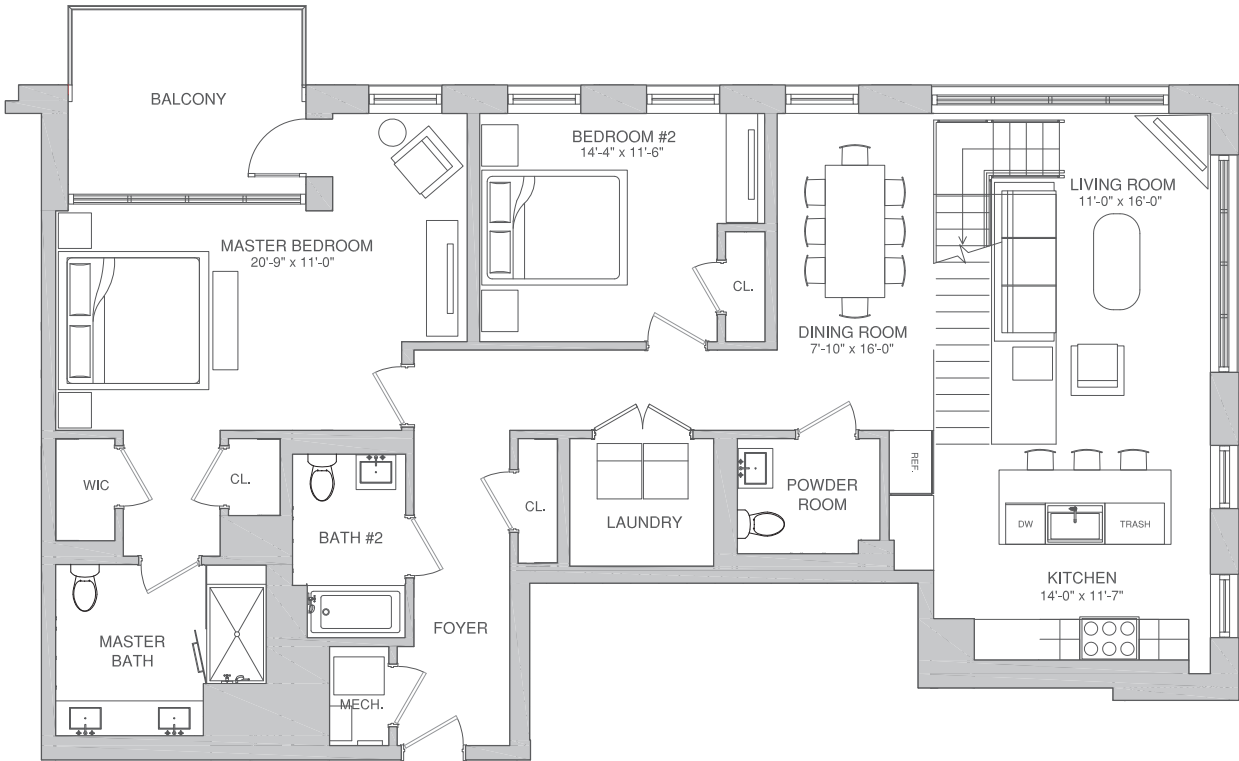 BALCONY
BEDROOM #2
14'-4" x 11'-6"
LIVING ROOM
11'-0" x 16'-0"
MASTER BEDROOM
20'-9" x 11'-0"
CL.
DINING ROOM
7'-10" x 16'-0"
WIC
CL.
REF.
POWDER
ROOM
CL.
LAUNDRY
DW
TRASH
BATH #2
KITCHEN
14'-0" x 11'-7"
FOYER
MASTER
BATH
MECH.